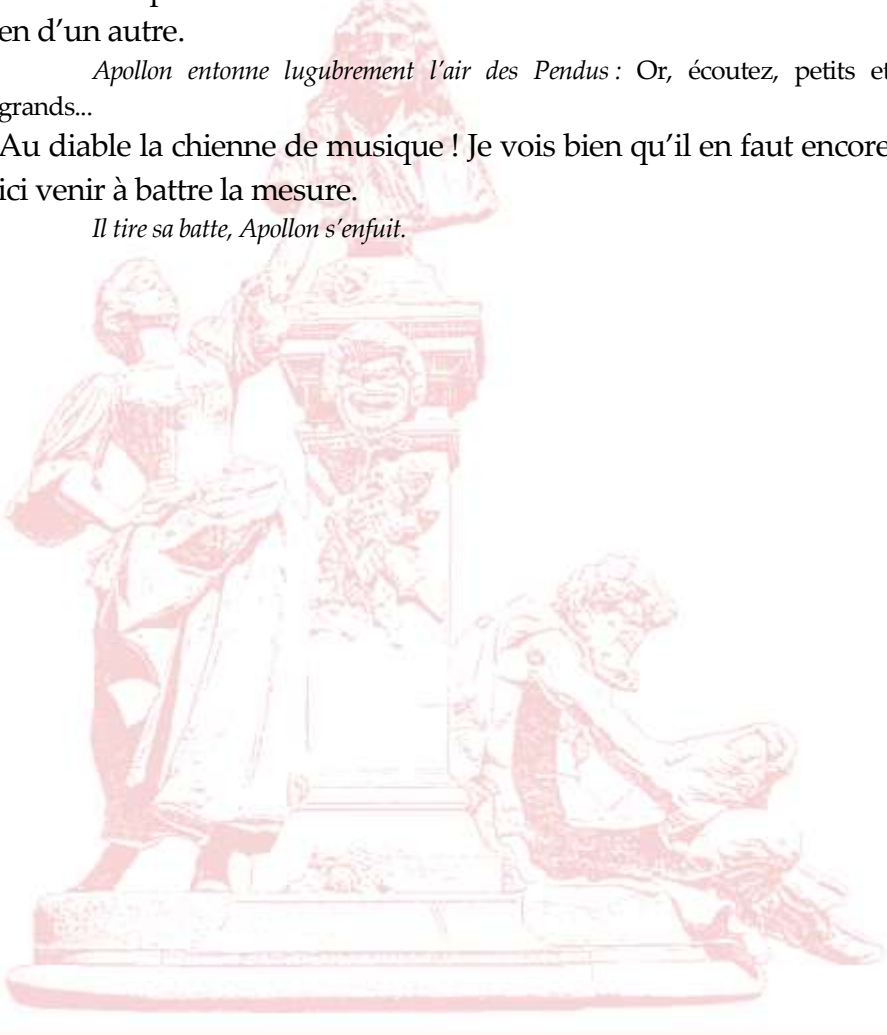 en d’un autre.
Apollon entonne lugubrement l’air des Pendus : Or, écoutez, petits et
grands...
Au diable la chienne de musique ! Je vois bien qu’il en faut encore
ici venir à battre la mesure.
Il tire sa batte, Apollon s’enfuit.